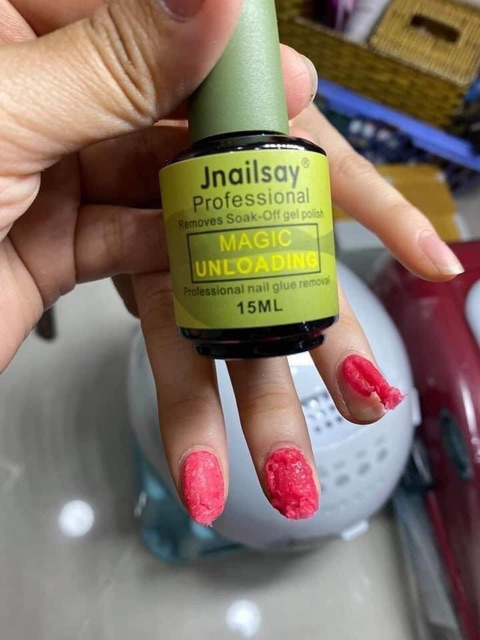 Jnailsay®
Professional
Removes Soak-Off gel polish
MAGIC
UNLOADING
Professional nail glue removal
15ML